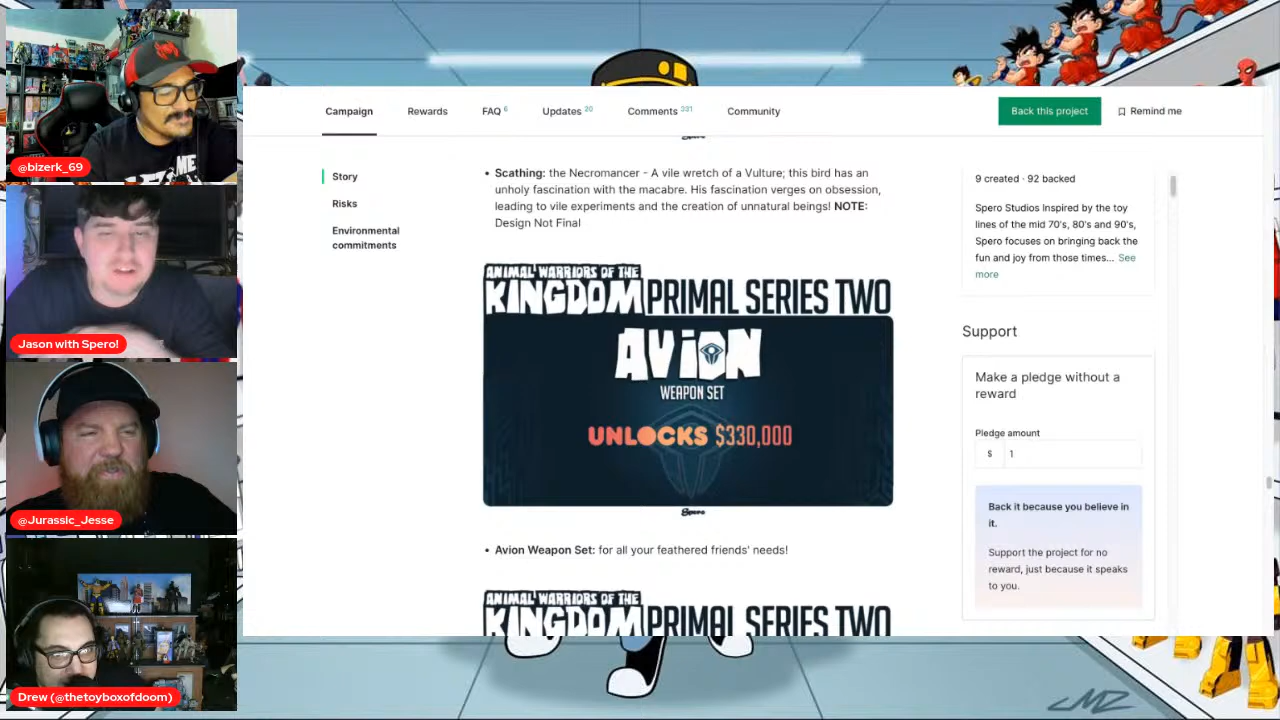 @bizerk_69
Jason with Spero!
@Jurassic_Jesse
Drew (@thetoyboxofdoom)
Campaign
Rewards
FAQ 6
Updates 20
Comments 331
Community
Back this project
Remind me
Story
Risks
Environmental
commitments
Spero
• Scathing: the Necromancer - A vile wretch of a Vulture; this bird has an
unholy fascination with the macabre. His fascination verges on obsession,
leading to vile experiments and the creation of unnatural beings! NOTE:
Design Not Final
ANIMAL WARRIORS OF THE
KINGDOM PRIMAL SERIES TWO
AVION
WEAPON SET
UNLOCKS $330,000
Spero
• Avion Weapon Set: for all your feathered friends' needs!
ANIMAL WARRIORS OF THE
KINGDOM PRIMAL SERIES TWO
9 created · 92 backed
Spero Studios Inspired by the toy
lines of the mid 70's, 80's and 90's,
Spero focuses on bringing back the
fun and joy from those times... See
more
Support
Make a pledge without a
reward
Pledge amount
$ 1
Back it because you believe in
it.
Support the project for no
reward, just because it speaks
to you.